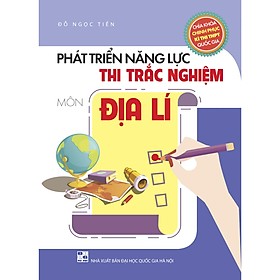 ĐỖ NGỌC TIẾN
CHÌA KHÓA
CHINH PHỤC
KÌ THI THPT
QUỐC GIA
PHÁT TRIỂN NĂNG LỰC
THI TRẮC NGHIỆM
MÔN
ĐỊA LÍ
NHÀ XUẤT BẢN ĐẠI HỌC QUỐC GIA HÀ NỘI